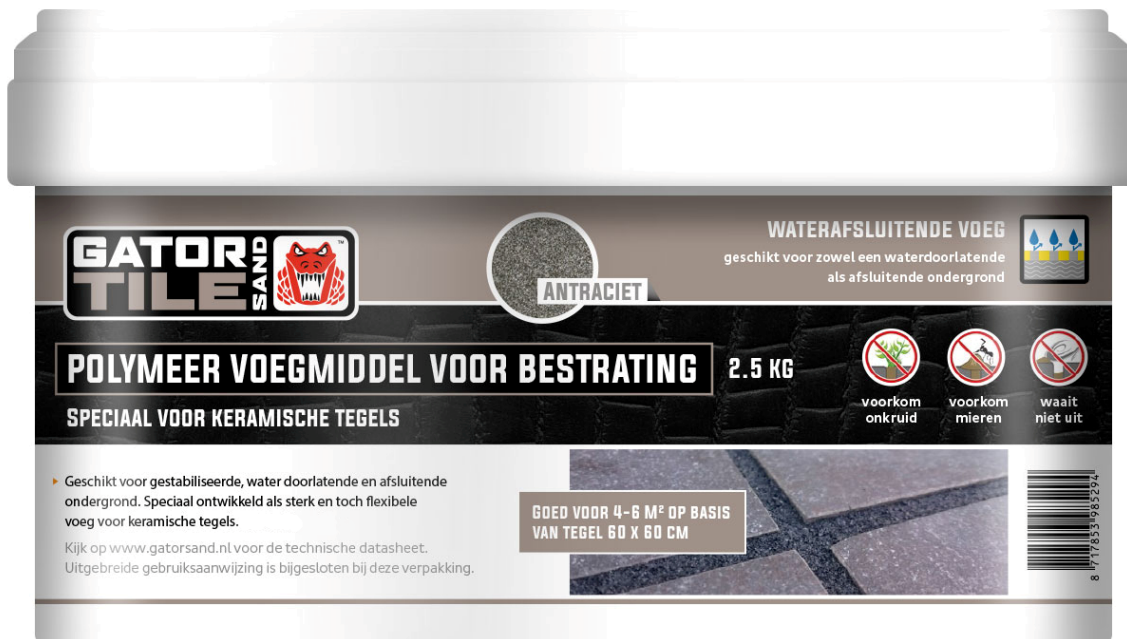 GATOR
TILE
SAND
™
ANTRACIET
WATERAFSLUITENDE VOEG
geschikt voor zowel een waterdoorlatende
als afsluitende ondergrond
POLYMEER VOEGMIDDEL VOOR BESTRATING
2.5 KG
SPECIAAL VOOR KERAMISCHE TEGELS
voorkom
onkruid
voorkom
mieren
waait
niet uit
Geschikt voor gestabiliseerde, water doorlatende en afsluitende
ondergrond. Speciaal ontwikkeld als sterk en toch flexibele
voeg voor keramische tegels.
Kijk op www.gatorsand.nl voor de technische datasheet.
Uitgebreide gebruiksaanwijzing is bijgesloten bij deze verpakking.
GOED VOOR 4-6 M² OP BASIS
VAN TEGEL 60 X 60 CM
8 717853 985294